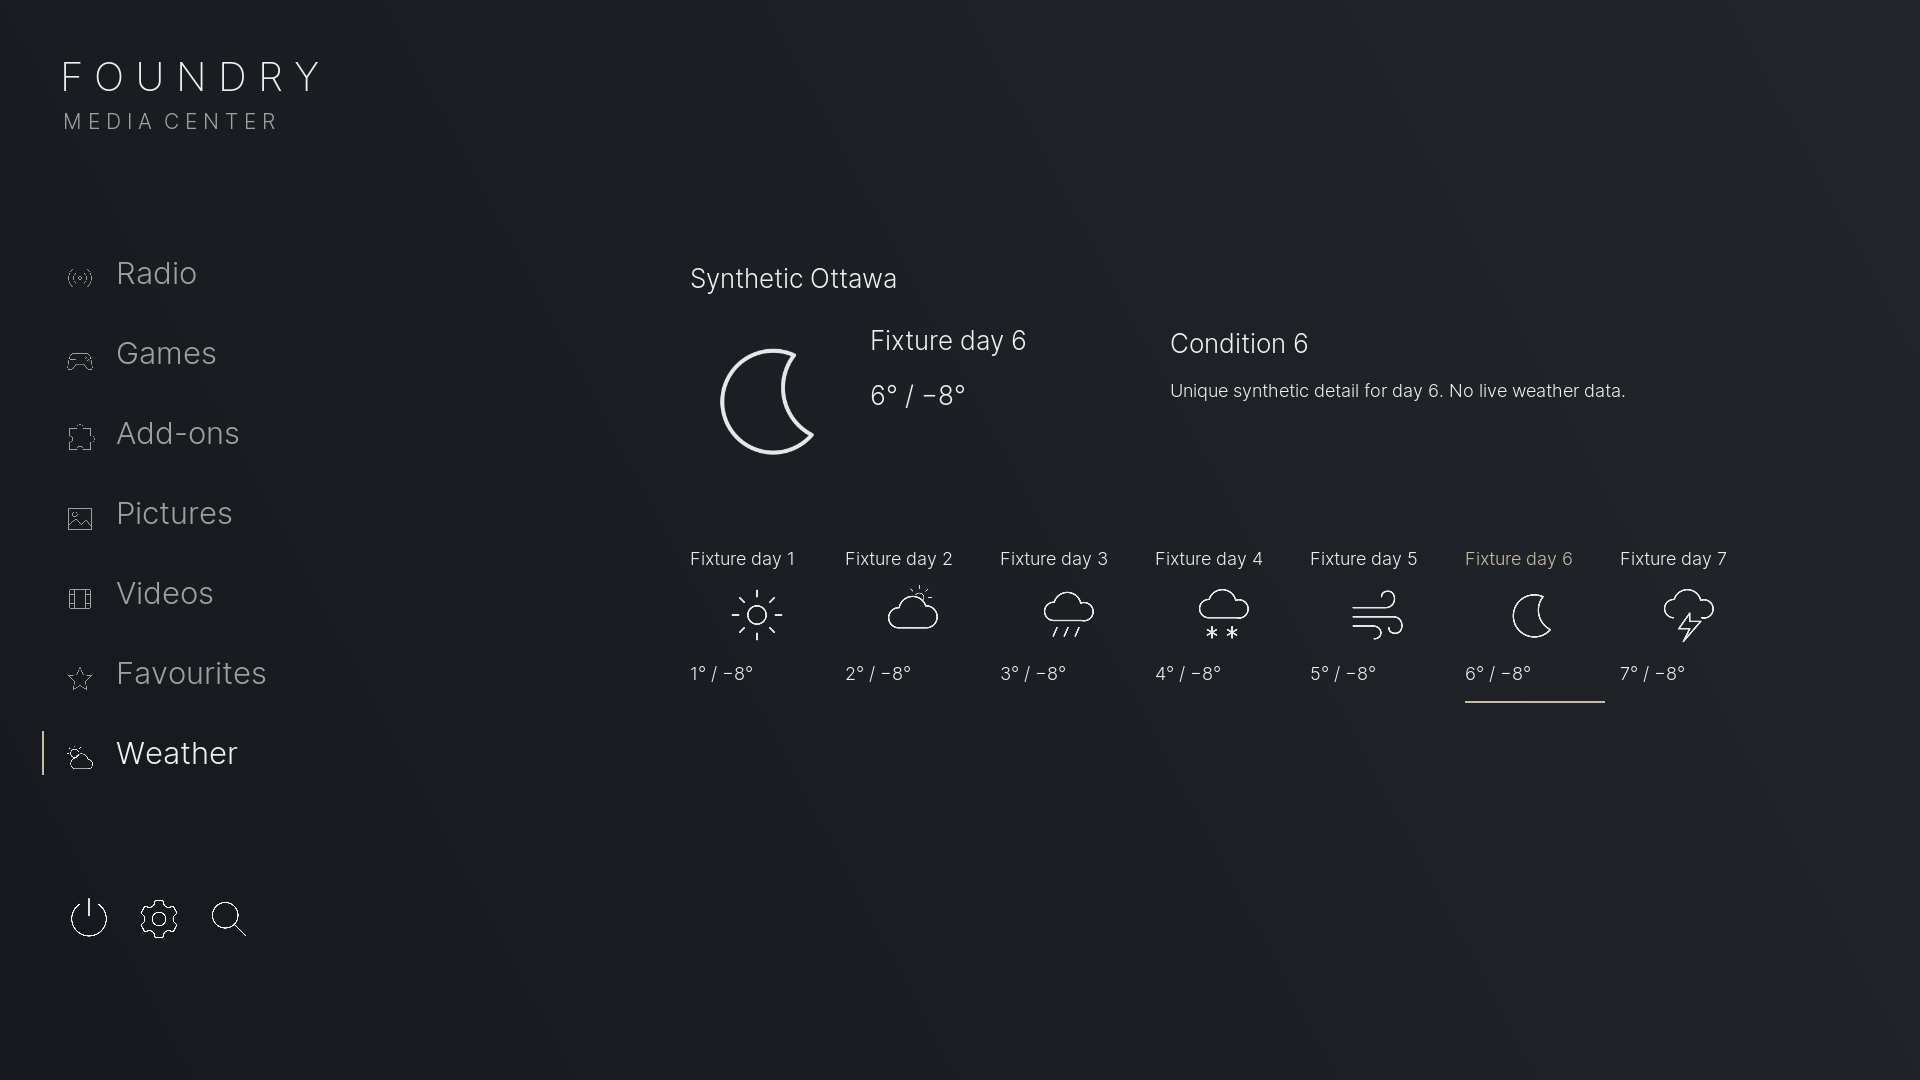 FOUNDRY
MEDIA CENTER
Radio
Games
Add-ons
Pictures
Videos
Favourites
Weather
Synthetic Ottawa
Fixture day 6
6° / −8°
Condition 6
Unique synthetic detail for day 6. No live weather data.
Fixture day 1
1° / −8°
Fixture day 2
2° / −8°
Fixture day 3
3° / −8°
Fixture day 4
4° / −8°
Fixture day 5
5° / −8°
Fixture day 6
6° / −8°
Fixture day 7
7° / −8°